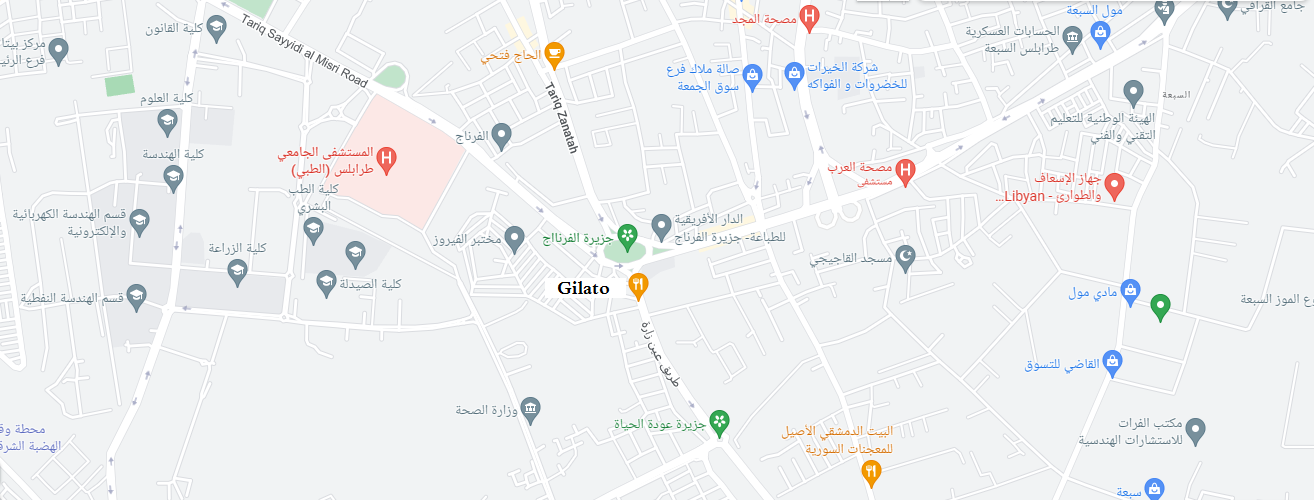 جامع القرافي
مول السبعة
مصحة المجد
كلية القانون
Tariq Sayyidi al Misri Road
الحسابات العسكرية
طرابلس السبعة
مركز بيتا
فرع الرئي
الحاج فتحي
صالة ملاك فرع
سوق الجمعة
شركة الخيرات
للخضروات و الفواكه
Tariq Zanatah
السبعة
كلية العلوم
الهيئة الوطنية للتعليم
التقني والفني
الفرناج
كلية الهندسة
المستشفى الجامعي
طرابلس (الطبي)
مصحة العرب
مستشفى
جهاز الإسعاف
والطوارئ - Libyan...
كلية الطب
البشري
قسم الهندسة الكهربائية
والإلكترونية
الدار الأفريقية
للطباعة- جزيرة الفرناج
جزيرة الفرنااج
مختبر الفيروز
كلية الزراعة
مسجد القاجيجي
كلية الصيدلة
Gilato
مادي مول
قسم الهندسة النفطية
وع الموز السبعة
طريق عين زارة
القاضي للتسوق
وزارة الصحة
جزيرة عودة الحياة
البيت الدمشقي الأصيل
للمعجنات السورية
مكتب الفرات
للاستشارات الهندسية
محطة وق
الهضبة الشرق
سبعة